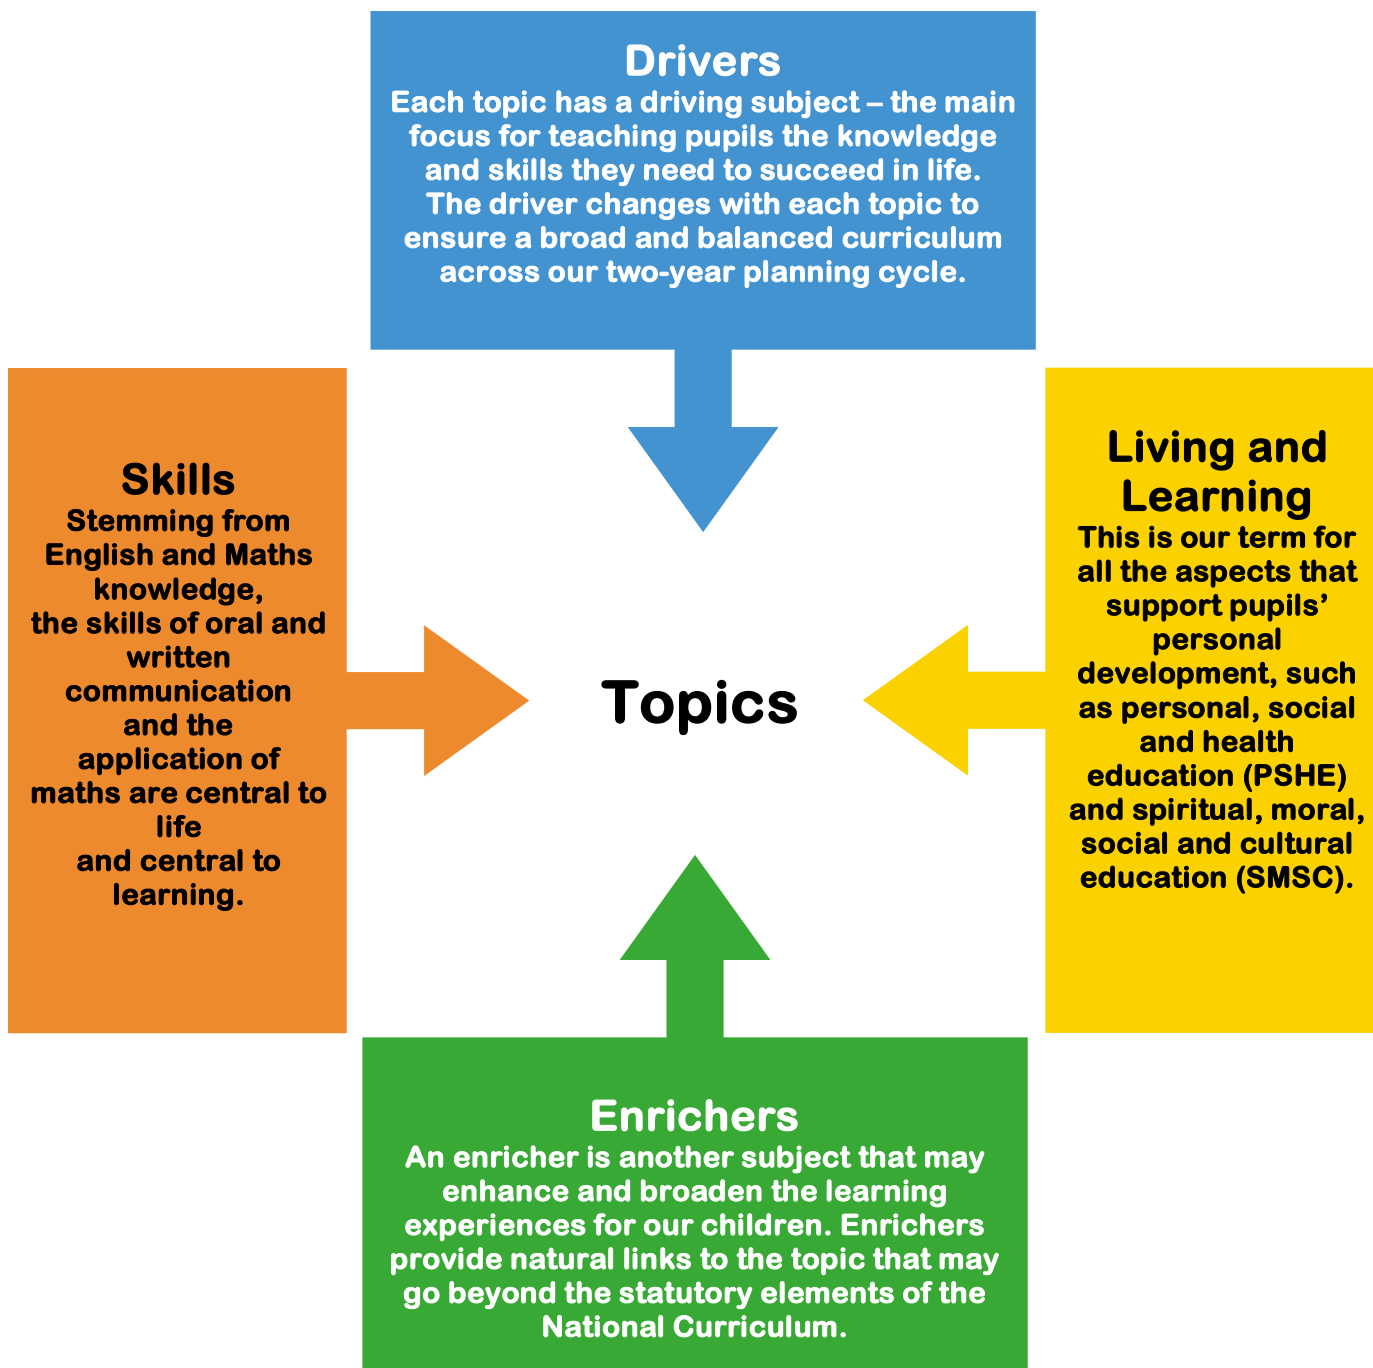 Drivers
Each topic has a driving subject – the main
focus for teaching pupils the knowledge
and skills they need to succeed in life.
The driver changes with each topic to
ensure a broad and balanced curriculum
across our two-year planning cycle.
Skills
Stemming from
English and Maths
knowledge,
the skills of oral and
written
communication
and the
application of
maths are central to
life
and central to
learning.
Topics
Living and
Learning
This is our term for
all the aspects that
support pupils’
personal
development, such
as personal, social
and health
education (PSHE)
and spiritual, moral,
social and cultural
education (SMSC).
Enrichers
An enricher is another subject that may
enhance and broaden the learning
experiences for our children. Enrichers
provide natural links to the topic that may
go beyond the statutory elements of the
National Curriculum.